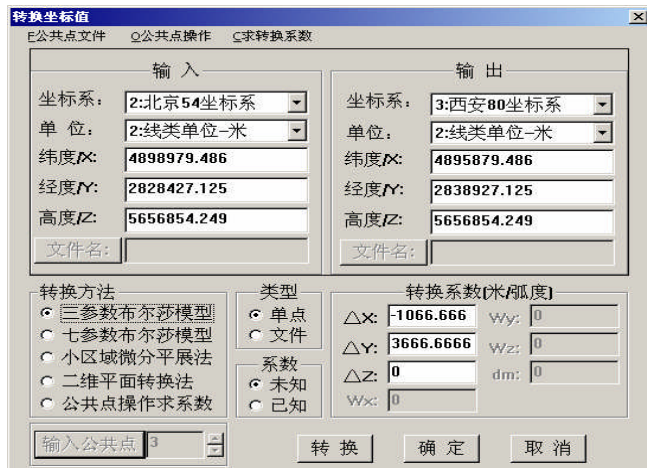 转换坐标值
F公共点文件 O公共点操作 C求转换系数
输 入
坐标系： 2:北京54坐标系
单 位： 2:线类单位-米
纬度/X: 4898979.486
经度/Y: 2828427.125
高度/Z: 5656854.249
文件名:
输 出
坐标系： 3:西安80坐标系
单位： 2:线类单位-米
纬度/X: 4895879.486
经度/Y: 2838927.125
高度/Z: 5656854.249
文件名:
转换方法
三参数布尔莎模型
七参数布尔莎模型
小区域微分平展法
二维平面转换法
公共点操作求系数
类型
单点
文件
系数
未知
已知
转换系数(米/弧度)
△X: -1066.666 Wy: 0
△Y: 3666.6666 Wz: 0
△Z: 0 dm: 0
Wx: 0
输入公共点 3
转 换 确 定 取 消